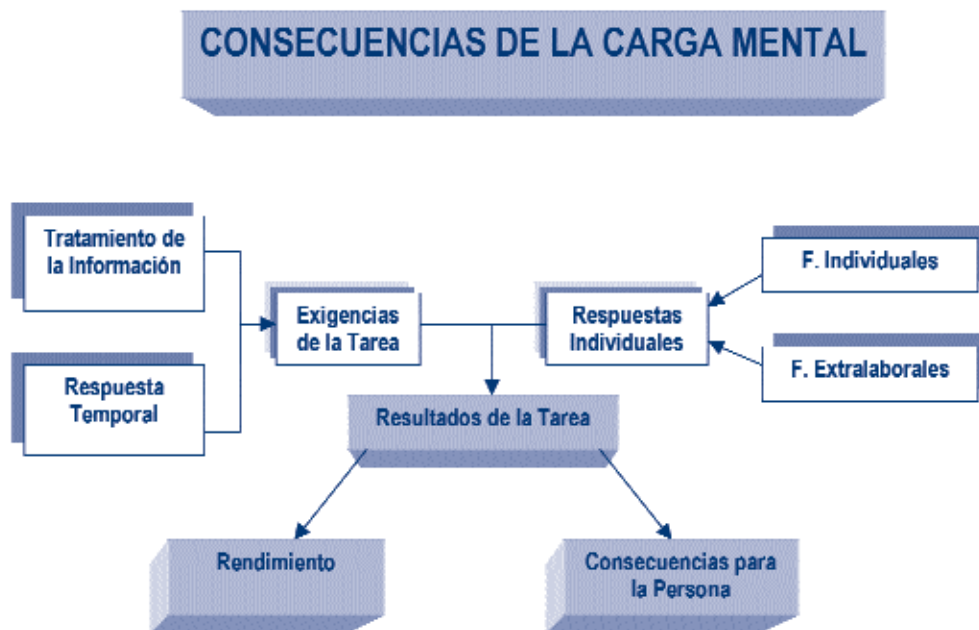 CONSECUENCIAS DE LA CARGA MENTAL
Tratamiento de
la Información
Respuesta
Temporal
Exigencias
de la Tarea
Respuestas
Individuales
F. Individuales
F. Extralaborales
Resultados de la Tarea
Rendimiento
Consecuencias para
la Persona